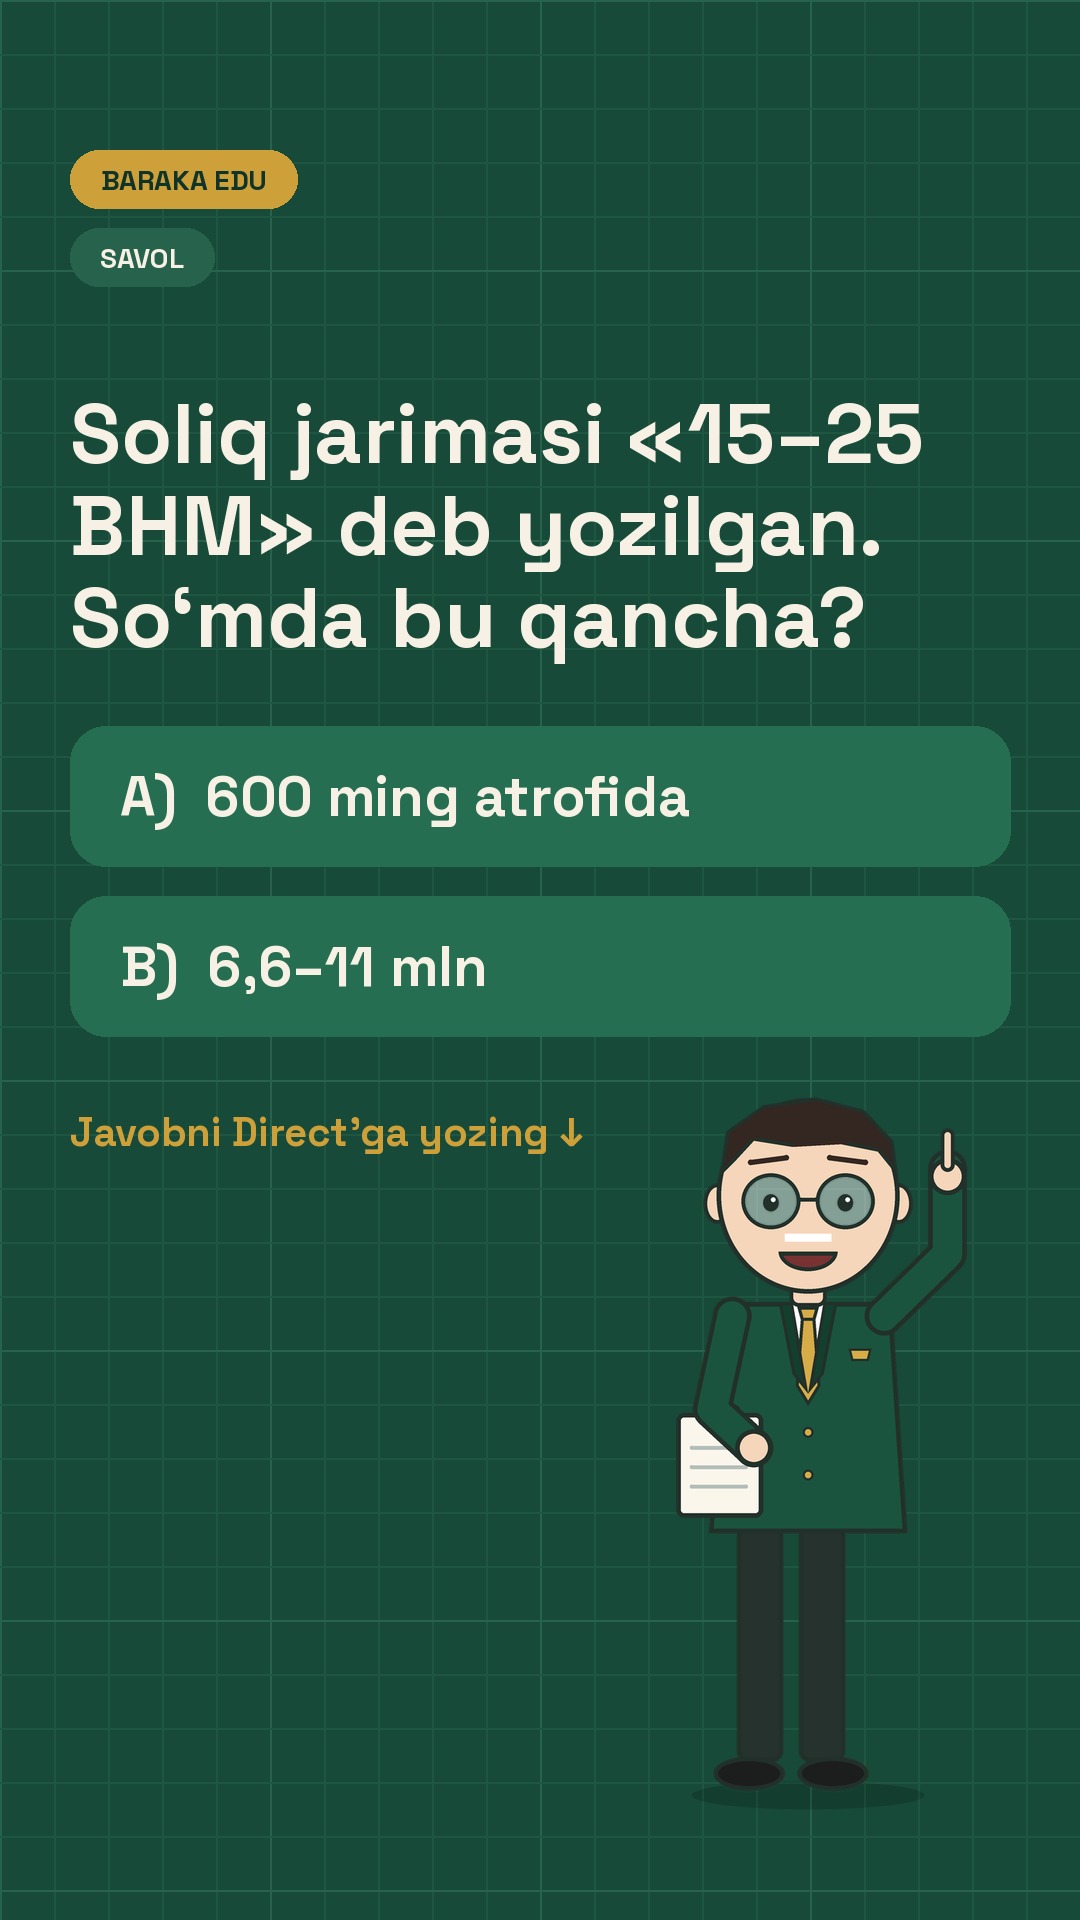 BARAKA EDU
SAVOL
Soliq jarimasi «15–25
BHM» deb yozilgan.
So‘mda bu qancha?
A) 600 ming atrofida
B) 6,6–11 mln
Javobni Direct’ga yozing ↓